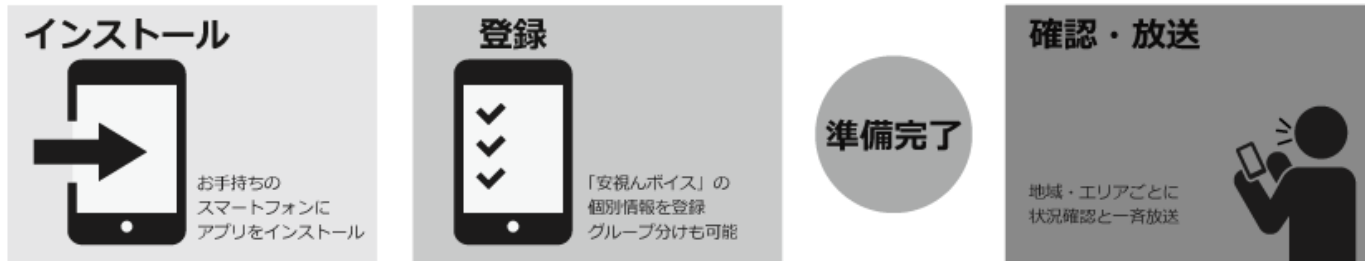 インストール
お手持ちの
スマートフォンに
アプリをインストール
登録
「安視んボイス」の
個別情報を登録
グループ分けも可能
準備完了
確認・放送
地域・エリアごとに
状況確認と一斉放送